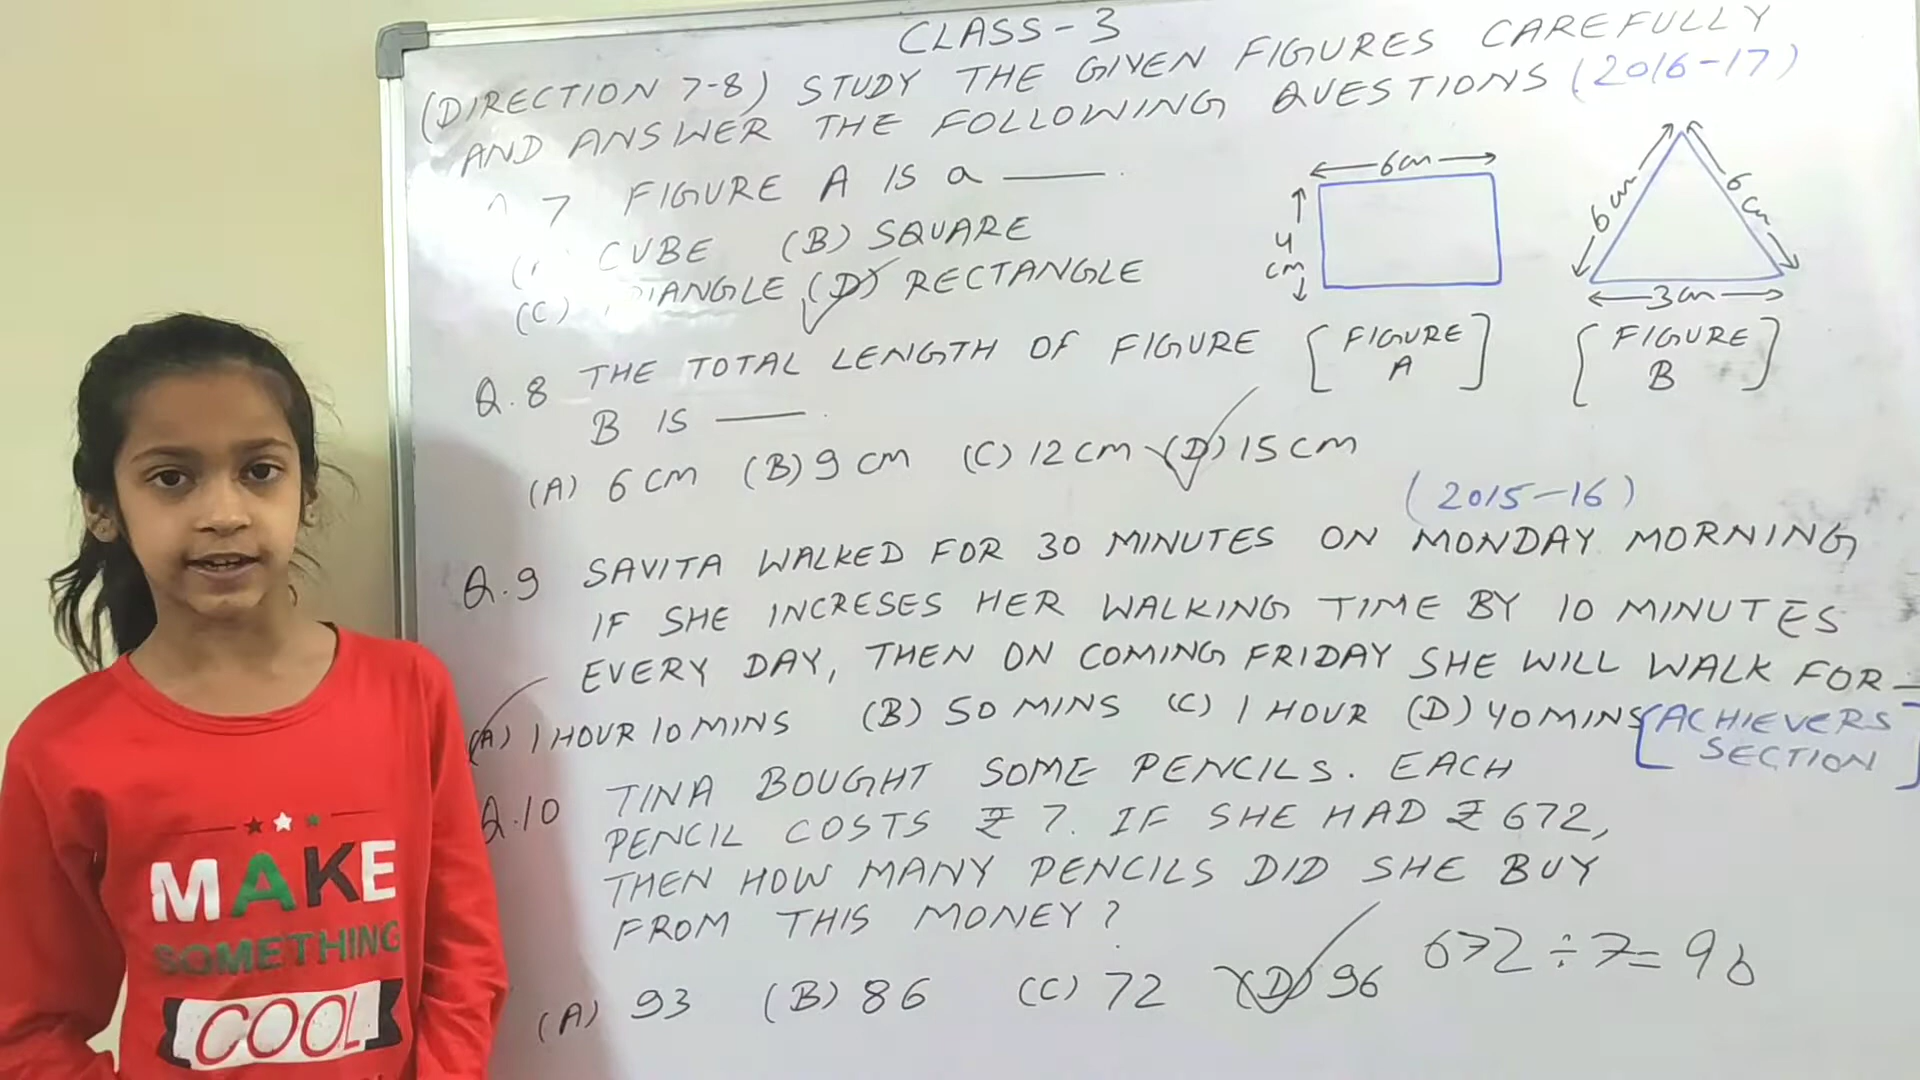 CLASS-3
(DIRECTION 7-8) STUDY THE GIVEN FIGURES CAREFULLY
AND ANSWER THE FOLLOWING QUESTIONS (2016-17)
7 FIGURE A IS a ——.
CUBE (B) SQUARE
(C) IANGLE (D) RECTANGLE
6cm
4
cm
[FIGURE
A]
6cm
6cm
3cm
[FIGURE
B]
Q.8 THE TOTAL LENGTH OF FIGURE
B IS ——.
(A) 6 cm (B) 9 cm (C) 12 cm (D) 15 cm
(2015-16)
Q.9 SAVITA WALKED FOR 30 MINUTES ON MONDAY MORNING
IF SHE INCRESES HER WALKING TIME BY 10 MINUTES
EVERY DAY, THEN ON COMING FRIDAY SHE WILL WALK FOR —
(A) 1 HOUR 10 MINS (B) 50 MINS (C) 1 HOUR (D) 40 MINS
[ACHIEVERS
SECTION]
Q.10 TINA BOUGHT SOME PENCILS. EACH
PENCIL COSTS ₹ 7. IF SHE HAD ₹ 672,
THEN HOW MANY PENCILS DID SHE BUY
FROM THIS MONEY?
(A) 93 (B) 86 (C) 72 (D) 96
672 ÷ 7 = 96
MAKE
SOMETHING
COOL